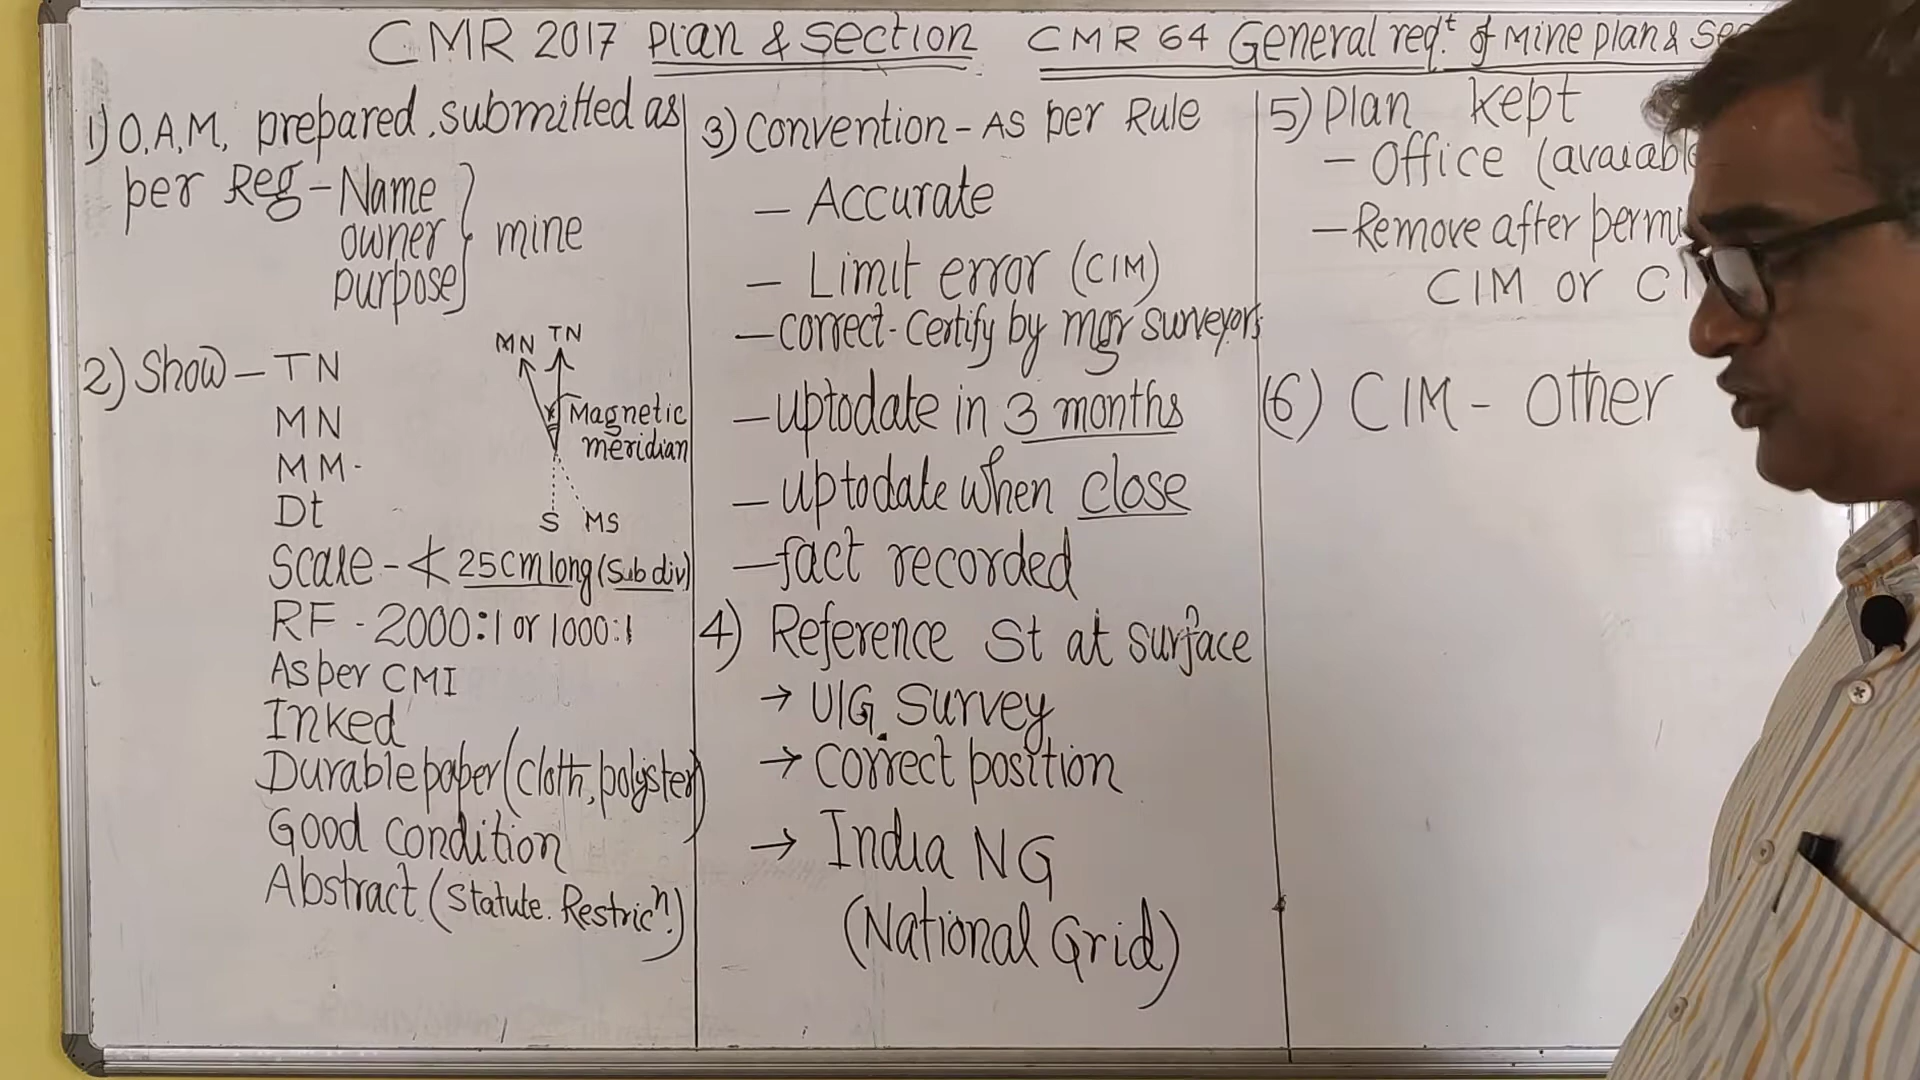 CMR 2017 Plan & Section CMR 64 General reqt. of Mine plan &
1) O.A.M. prepared, submitted as
per Reg - Name
owner
purpose
mine
2) Show - TN
MN
MM.
Dt
Scale - ≮ 25cm long (Sub div)
RF - 2000:1 or 1000:1
As per CMI
Inked
Durable paper (Cloth, polyster)
Good condition
Abstract (Statute. Restricn.)
MN TN
Magnetic
meridian
S MS
3) Convention - AS per Rule
- Accurate
- Limit error (CIM)
- correct - Certify by mgr surveyors
- uptodate in 3 months
- uptodate when close
- fact recorded
4) Reference St at surface
→ U/G. Survey
→ Correct position
→ India NG
(National Grid)
5) Plan kept
- Office
- Remove after
CIM or
(6) CIM - Other